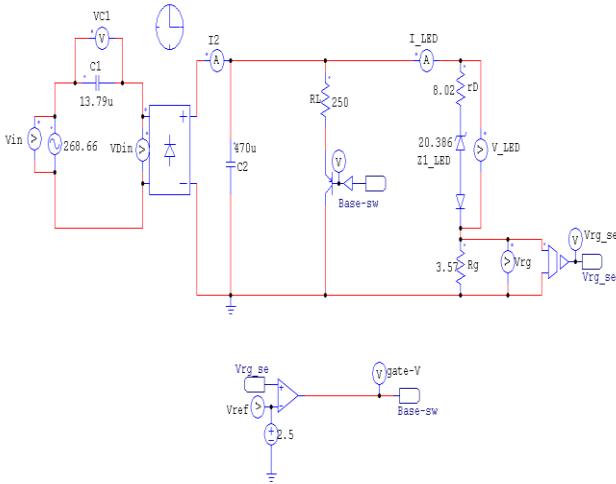 VC1
V
C1
13.79u
Vin
268.66
VDin
I2
A
470u
C2
RL
250
V
Base-sw
I_LED
A
8.02
rD
20.386
Z1_LED
V_LED
3.57
Rg
Vrg
Vrg_se
V
Vrg_se
Vrg_se
Vref
2.5
gate-V
V
Base-sw